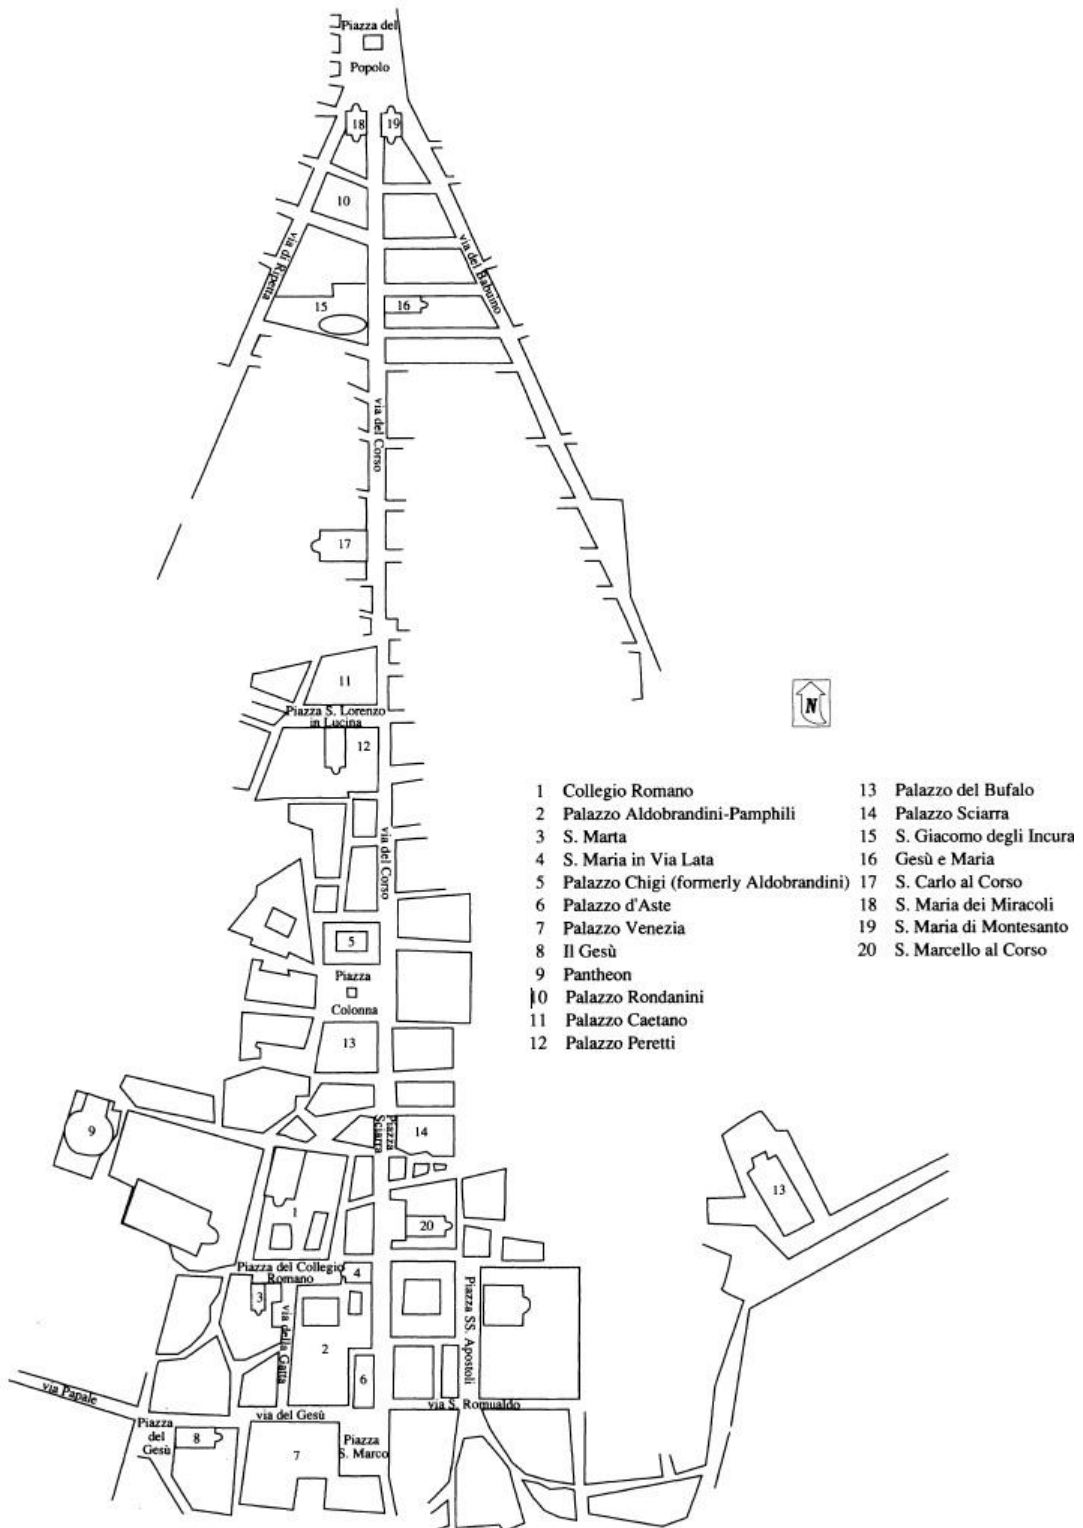 Piazza del
Popolo
18
19
10
via di Ripetta
via del Babuino
15
16
via del Corso
17
11
Piazza S. Lorenzo
in Lucina
12
N
via del Corso
5
Piazza
Colonna
13
1 Collegio Romano
2 Palazzo Aldobrandini-Pamphili
3 S. Marta
4 S. Maria in Via Lata
5 Palazzo Chigi (formerly Aldobrandini)
6 Palazzo d'Aste
7 Palazzo Venezia
8 Il Gesù
9 Pantheon
10 Palazzo Rondanini
11 Palazzo Caetano
12 Palazzo Peretti
13 Palazzo del Bufalo
14 Palazzo Sciarra
15 S. Giacomo degli Incura
16 Gesù e Maria
17 S. Carlo al Corso
18 S. Maria dei Miracoli
19 S. Maria di Montesanto
20 S. Marcello al Corso
9
Piazza
Sciarra
14
13
1
20
Piazza del Collegio
Romano
4
3
via della Gatta
2
Piazza SS. Apostoli
6
via Papale
via del Gesù
via S. Romualdo
Piazza
del
Gesù
8
7
Piazza
S. Marco